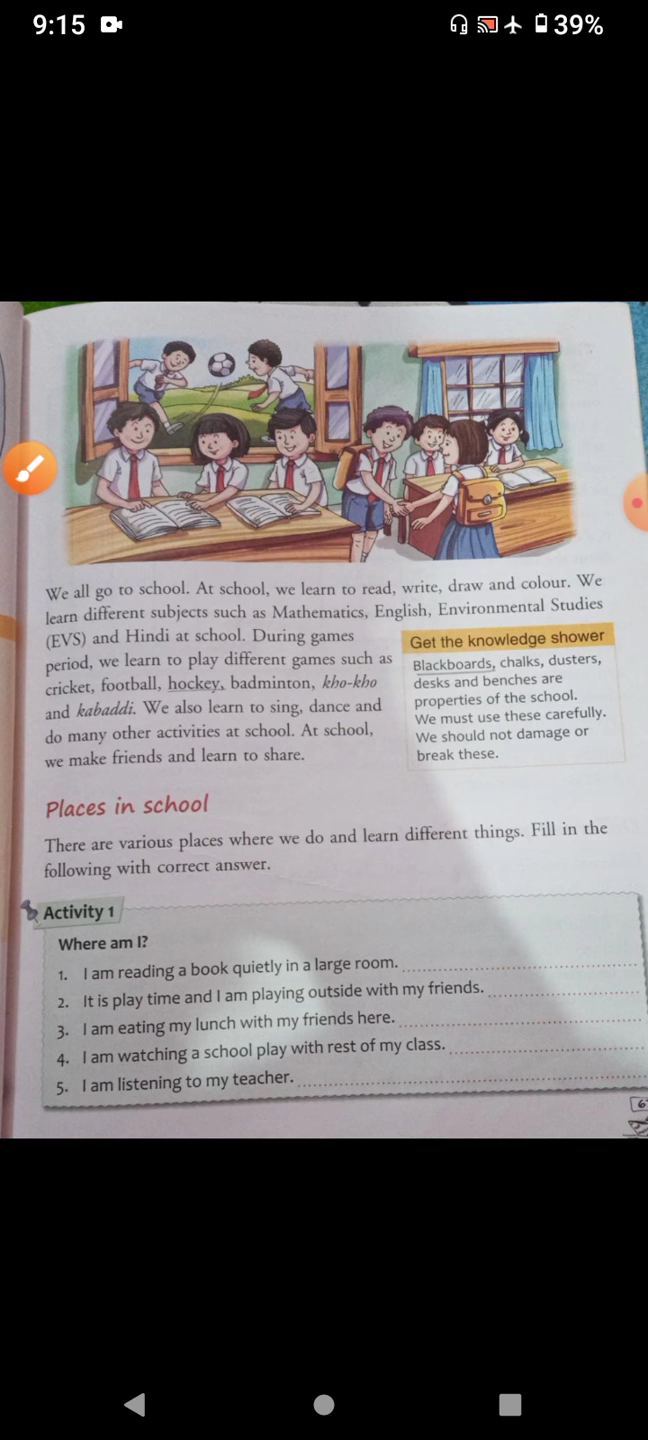 9:15
39%
We all go to school. At school, we learn to read, write, draw and colour. We
learn different subjects such as Mathematics, English, Environmental Studies
(EVS) and Hindi at school. During games
period, we learn to play different games such as
cricket, football, hockey, badminton, kho-kho
and kabaddi. We also learn to sing, dance and
do many other activities at school. At school,
we make friends and learn to share.
Get the knowledge shower
Blackboards, chalks, dusters,
desks and benches are
properties of the school.
We must use these carefully.
We should not damage or
break these.
Places in school
There are various places where we do and learn different things. Fill in the
following with correct answer.
Activity 1
Where am I?
1. I am reading a book quietly in a large room.
2. It is play time and I am playing outside with my friends.
3. I am eating my lunch with my friends here.
4. I am watching a school play with rest of my class.
5. I am listening to my teacher.